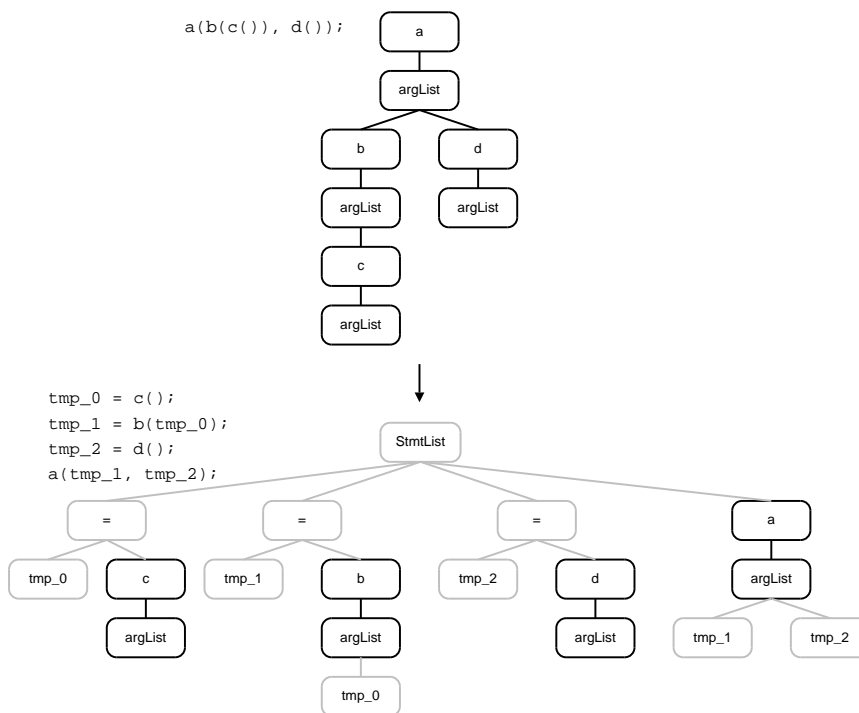 a(b(c()), d());
a
argList
b
d
argList
argList
c
argList
tmp_0 = c();
tmp_1 = b(tmp_0);
tmp_2 = d();
a(tmp_1, tmp_2);
StmtList
=
=
=
a
tmp_0
c
tmp_1
b
tmp_2
d
argList
argList
argList
argList
tmp_1
tmp_2
tmp_0